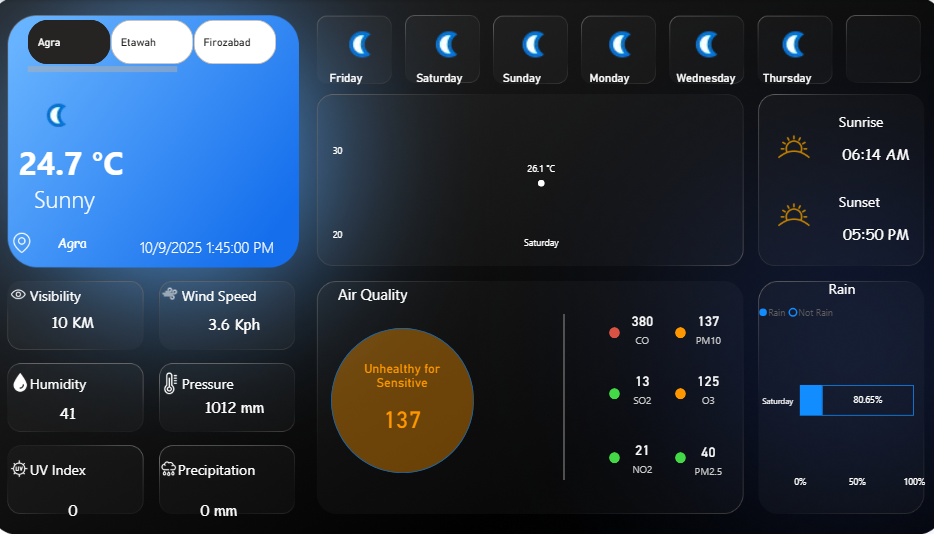 Agra
Etawah
Firozabad
24.7 °C
Sunny
Agra
10/9/2025 1:45:00 PM
Friday
Saturday
Sunday
Monday
Wednesday
Thursday
30
26.1 °C
20
Saturday
Sunrise
06:14 AM
Sunset
05:50 PM
Visibility
10 KM
Wind Speed
3.6 Kph
Humidity
41
Pressure
1012 mm
UV
UV Index
0
Precipitation
0 mm
Air Quality
Unhealthy for
Sensitive
137
380
CO
137
PM10
13
SO2
125
O3
21
NO2
40
PM2.5
Rain
Rain Not Rain
Saturday
80.65%
0% 50% 100%